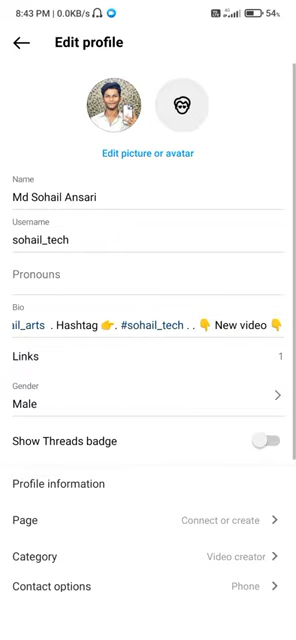 8:43 PM | 0.0KB/s
54%
Edit profile
Edit picture or avatar
Name
Md Sohail Ansari
Username
sohail_tech
Pronouns
Bio
ail_arts . Hashtag 👉. #sohail_tech . . 👇 New video 👇
Links 1
Gender
Male
Show Threads badge
Profile information
Page Connect or create
Category Video creator
Contact options Phone